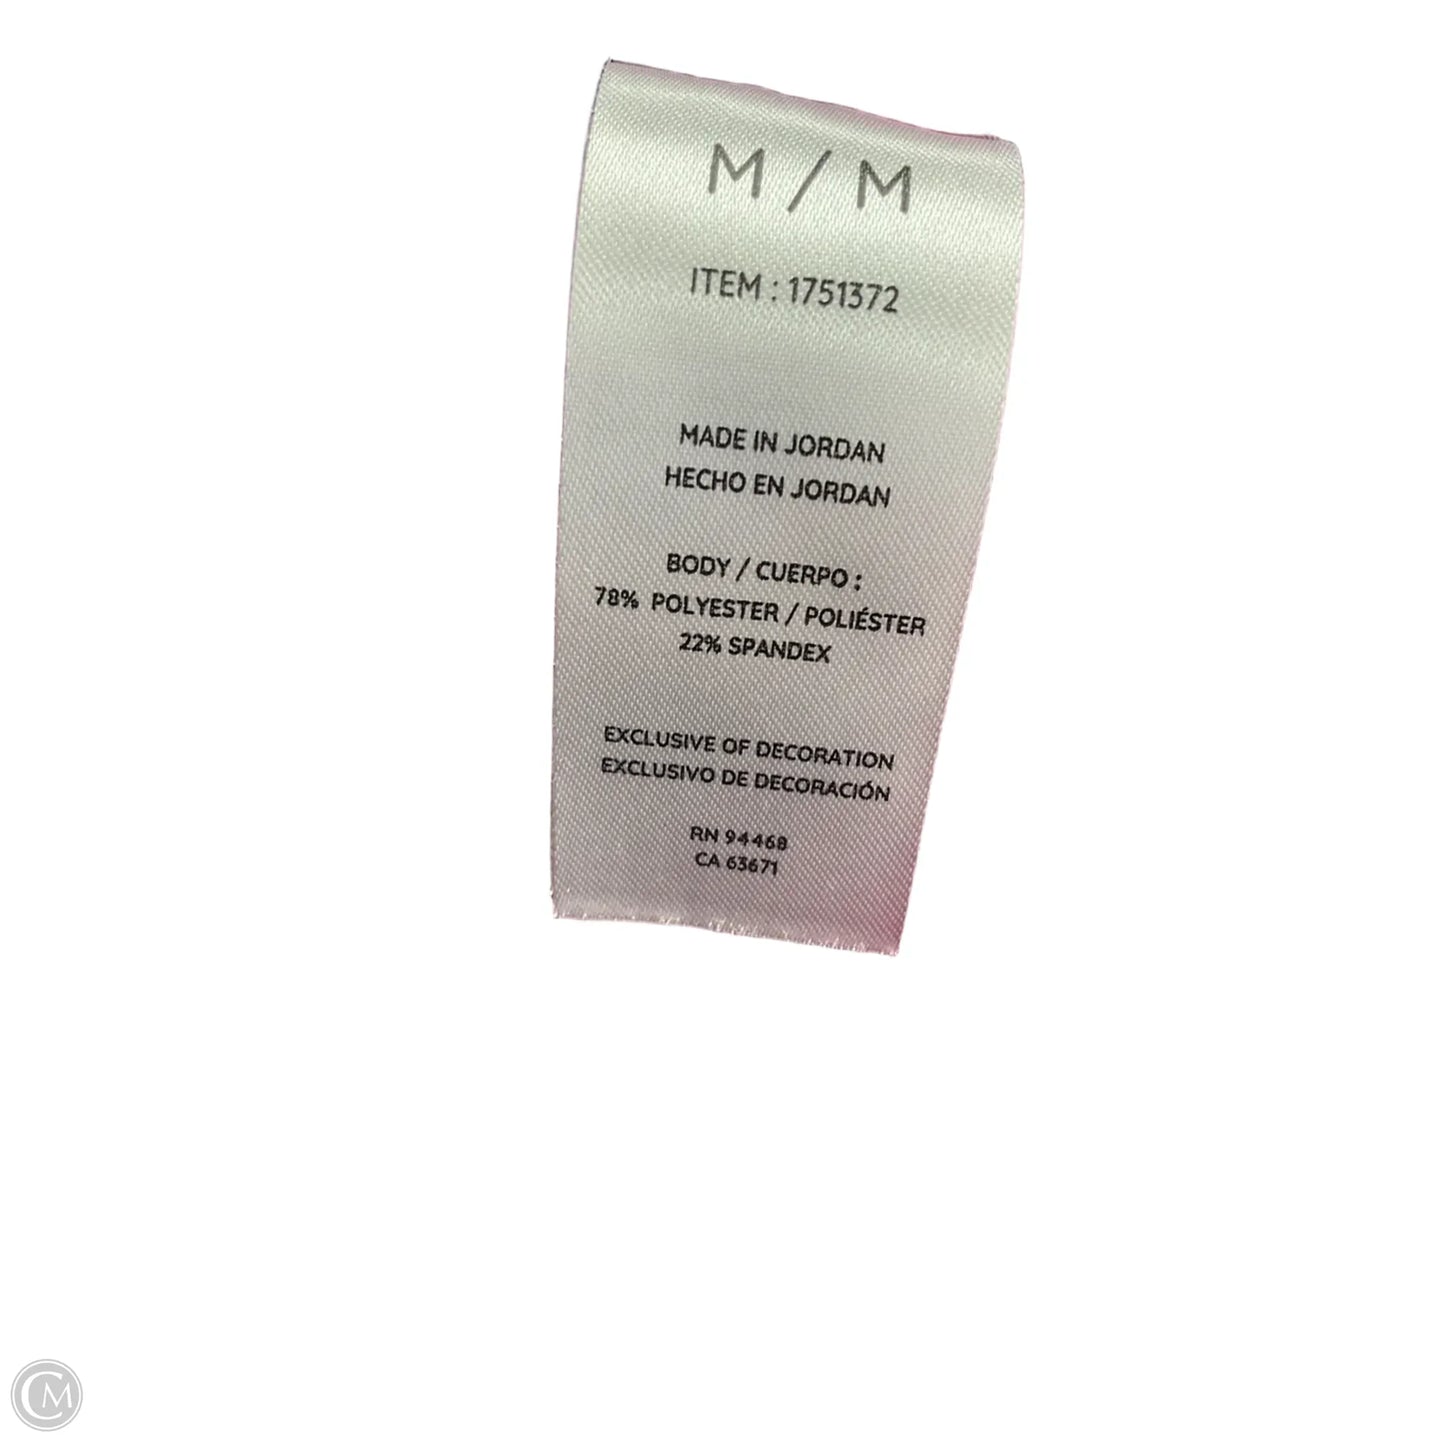 M / M
ITEM : 1751372
MADE IN JORDAN
HECHO EN JORDAN
BODY / CUERPO :
78% POLYESTER / POLIÉSTER
22% SPANDEX
EXCLUSIVE OF DECORATION
EXCLUSIVO DE DECORACIÓN
RN 94468
CA 63671
CM